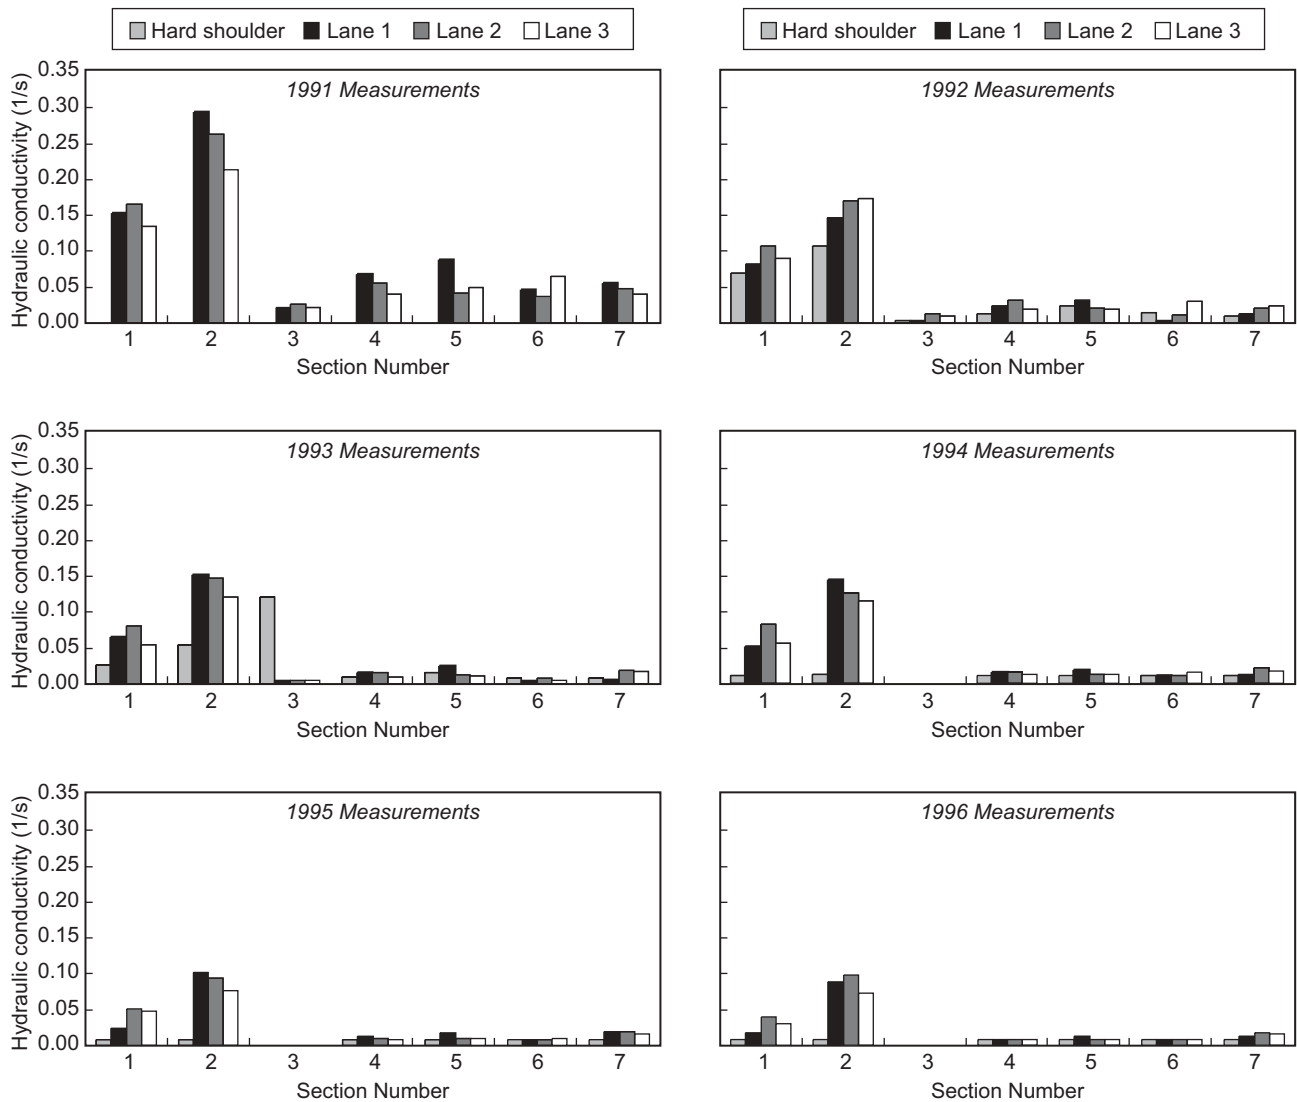 Hard shoulder Lane 1 Lane 2 Lane 3
Hard shoulder Lane 1 Lane 2 Lane 3
1991 Measurements
Hydraulic conductivity (1/s)
0.35
0.30
0.25
0.20
0.15
0.10
0.05
0.00
1 2 3 4 5 6 7
Section Number
1992 Measurements
1 2 3 4 5 6 7
Section Number
1993 Measurements
Hydraulic conductivity (1/s)
0.35
0.30
0.25
0.20
0.15
0.10
0.05
0.00
1 2 3 4 5 6 7
Section Number
1994 Measurements
1 2 3 4 5 6 7
Section Number
1995 Measurements
Hydraulic conductivity (1/s)
0.35
0.30
0.25
0.20
0.15
0.10
0.05
0.00
1 2 3 4 5 6 7
Section Number
1996 Measurements
1 2 3 4 5 6 7
Section Number